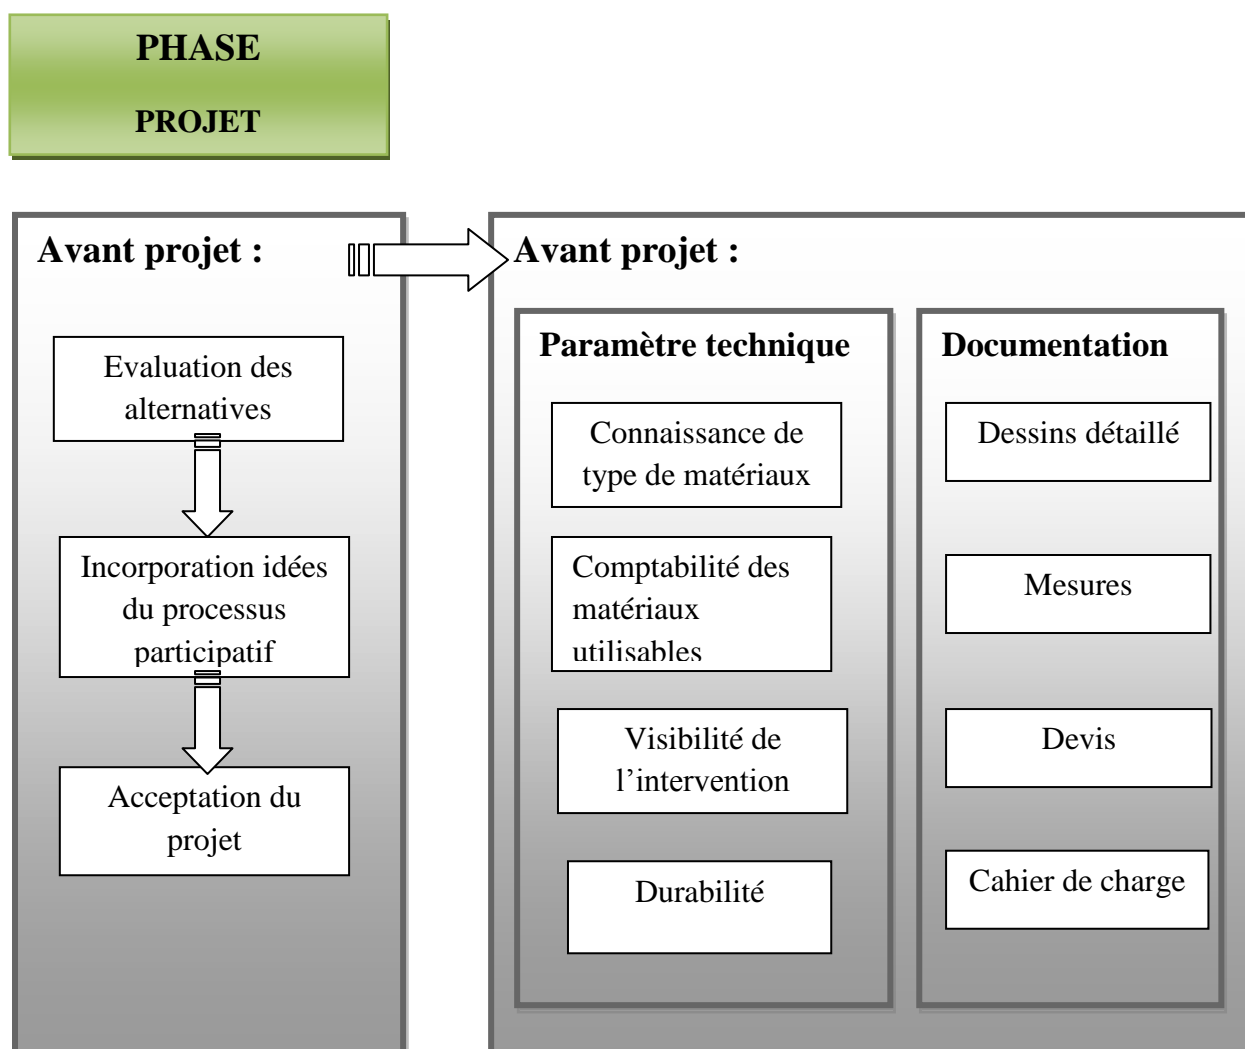 PHASE
PROJET
Avant projet :
Evaluation des
alternatives
Incorporation idées
du processus
participatif
Acceptation du
projet
Avant projet :
Paramètre technique
Connaissance de
type de matériaux
Comptabilité des
matériaux
utilisables
Visibilité de
l’intervention
Durabilité
Documentation
Dessins détaillé
Mesures
Devis
Cahier de charge